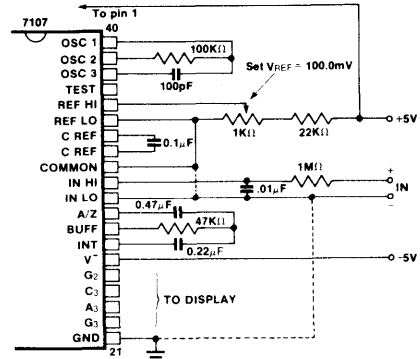 To pin 1
7107
40
OSC 1
OSC 2
OSC 3
TEST
REF HI
REF LO
C REF
C REF
COMMON
IN HI
IN LO
A/Z
BUFF
INT
V−
G2
C3
A3
G3
GND
21
100KΩ
100pF
Set VREF = 100.0mV
+5V
1KΩ
22KΩ
0.1μF
1MΩ
+
IN
−
.01μF
0.47μF
47KΩ
0.22μF
−5V
TO DISPLAY